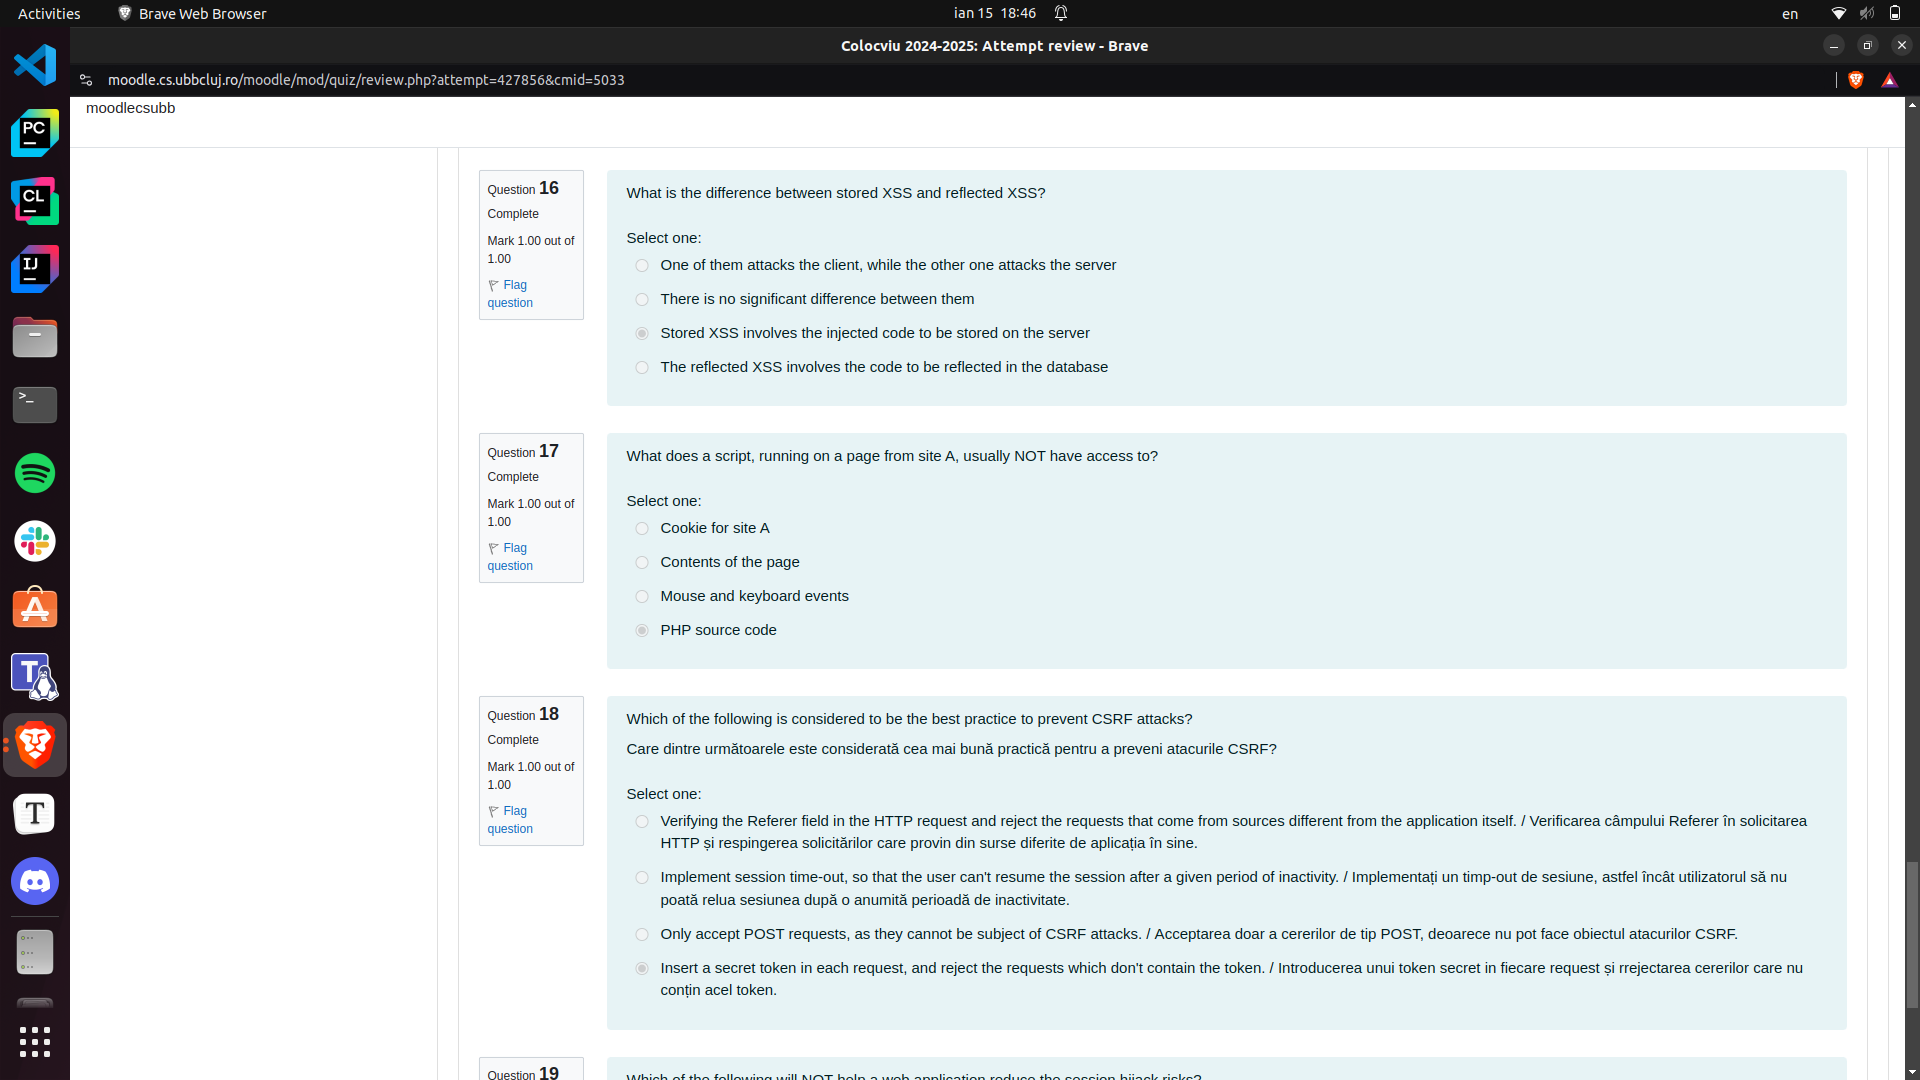 Activities
Brave Web Browser
ian 15 18:46
en
Colocviu 2024-2025: Attempt review - Brave
moodle.cs.ubbcluj.ro/moodle/mod/quiz/review.php?attempt=427856&cmid=5033
moodlecsubb
Question 16
Complete
Mark 1.00 out of
1.00
Flag
question
What is the difference between stored XSS and reflected XSS?
Select one:
One of them attacks the client, while the other one attacks the server
There is no significant difference between them
Stored XSS involves the injected code to be stored on the server
The reflected XSS involves the code to be reflected in the database
Question 17
Complete
Mark 1.00 out of
1.00
Flag
question
What does a script, running on a page from site A, usually NOT have access to?
Select one:
Cookie for site A
Contents of the page
Mouse and keyboard events
PHP source code
Question 18
Complete
Mark 1.00 out of
1.00
Flag
question
Which of the following is considered to be the best practice to prevent CSRF attacks?
Care dintre următoarele este considerată cea mai bună practică pentru a preveni atacurile CSRF?
Select one:
Verifying the Referer field in the HTTP request and reject the requests that come from sources different from the application itself. / Verificarea câmpului Referer în solicitarea
HTTP și respingerea solicitărilor care provin din surse diferite de aplicația în sine.
Implement session time-out, so that the user can't resume the session after a given period of inactivity. / Implementați un timp-out de sesiune, astfel încât utilizatorul să nu
poată relua sesiunea după o anumită perioadă de inactivitate.
Only accept POST requests, as they cannot be subject of CSRF attacks. / Acceptarea doar a cererilor de tip POST, deoarece nu pot face obiectul atacurilor CSRF.
Insert a secret token in each request, and reject the requests which don't contain the token. / Introducerea unui token secret in fiecare request și rrejectarea cererilor care nu
conțin acel token.
Question 19
Which of the following will NOT help a web application reduce the session hijack risks?
PC
CL
IJ
>_
T
T